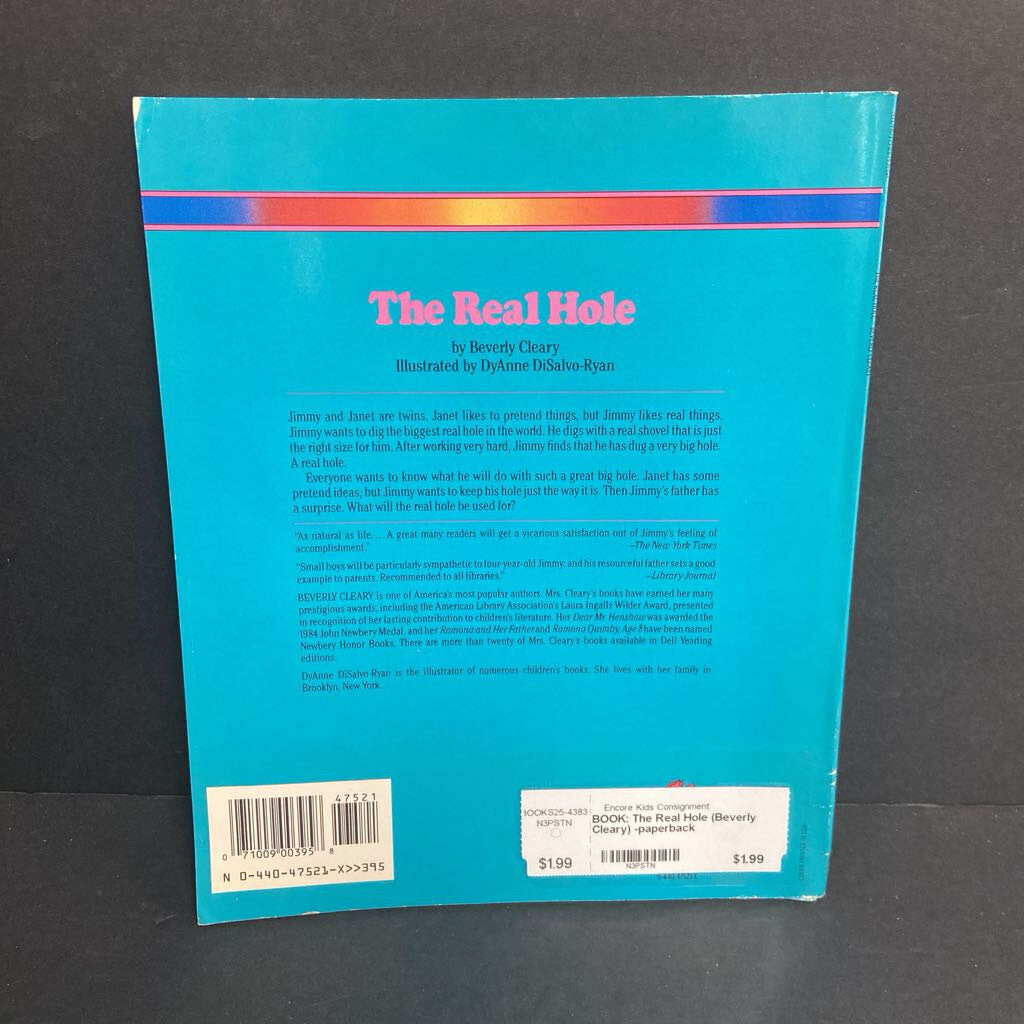 The Real Hole
by Beverly Cleary
Illustrated by DyAnne DiSalvo-Ryan
Jimmy and Janet are twins. Janet likes to pretend things, but Jimmy likes real things.
Jimmy wants to dig the biggest real hole in the world. He digs with a real shovel that is just
the right size for him. After working very hard, Jimmy finds that he has dug a very big hole.
A real hole.
Everyone wants to know what he will do with such a great big hole. Janet has some
pretend ideas, but Jimmy wants to keep his hole just the way it is. Then Jimmy's father has
a surprise. What will the real hole be used for?
"As natural as life.... A great many readers will get a vicarious satisfaction out of Jimmy's feeling of
accomplishment." —The New York Times
"Small boys will be particularly sympathetic to four-year-old Jimmy, and his resourceful father sets a good
example to parents. Recommended to all libraries." —Library Journal
BEVERLY CLEARY is one of America's most popular authors. Mrs. Cleary's books have earned her many
prestigious awards, including the American Library Association's Laura Ingalls Wilder Award, presented
in recognition of her lasting contribution to children's literature. Her Dear Mr. Henshaw was awarded the
1984 John Newbery Medal, and her Ramona and Her Father and Ramona Quimby, Age 8 have been named
Newbery Honor Books. There are more than twenty of Mrs. Cleary's books available in Dell Yearling
editions.
DyAnne DiSalvo-Ryan is the illustrator of numerous children's books. She lives with her family in
Brooklyn, New York.
47521
0 71009 00395 8
N 0-440-47521-X>>395
BOOKS25-4383
N3PSTN
$1.99
Encore Kids Consignment
BOOK: The Real Hole (Beverly
Cleary) -paperback
N3PSTN
$1.99